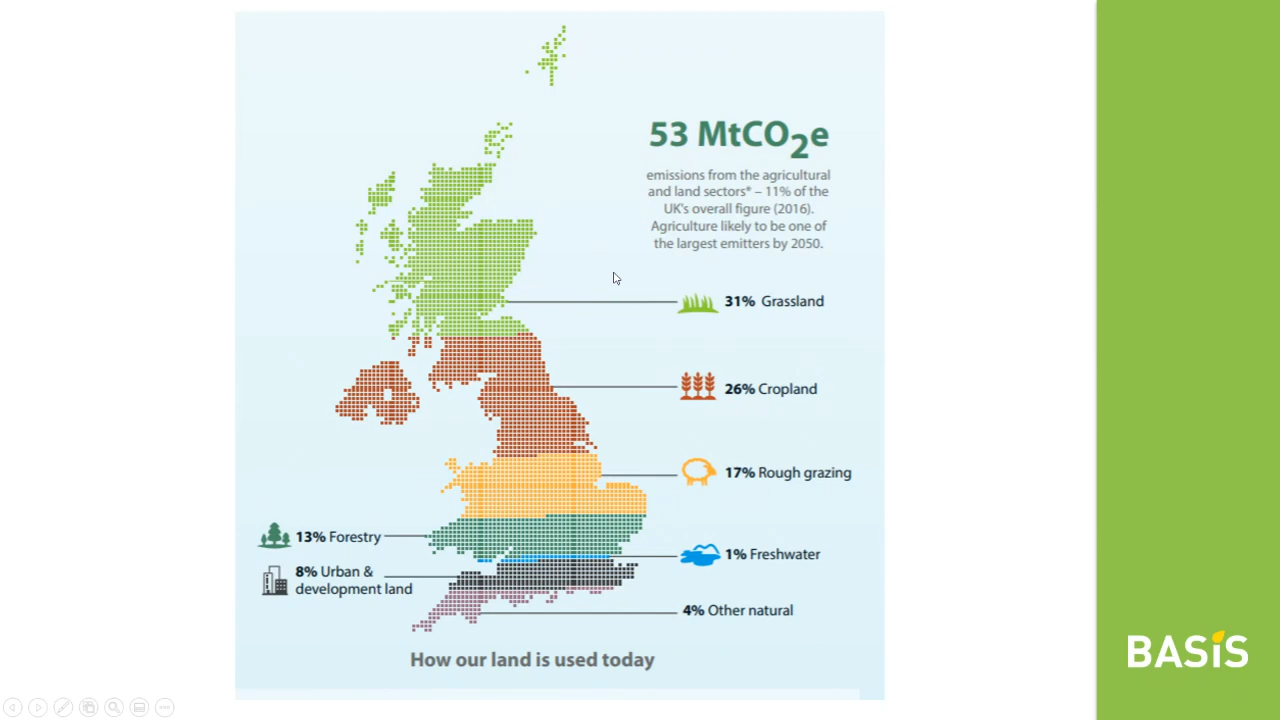 53 MtCO2e
emissions from the agricultural
and land sectors* – 11% of the
UK's overall figure (2016).
Agriculture likely to be one of
the largest emitters by 2050.
31% Grassland
26% Cropland
17% Rough grazing
13% Forestry
1% Freshwater
8% Urban &
development land
4% Other natural
How our land is used today
BASiS